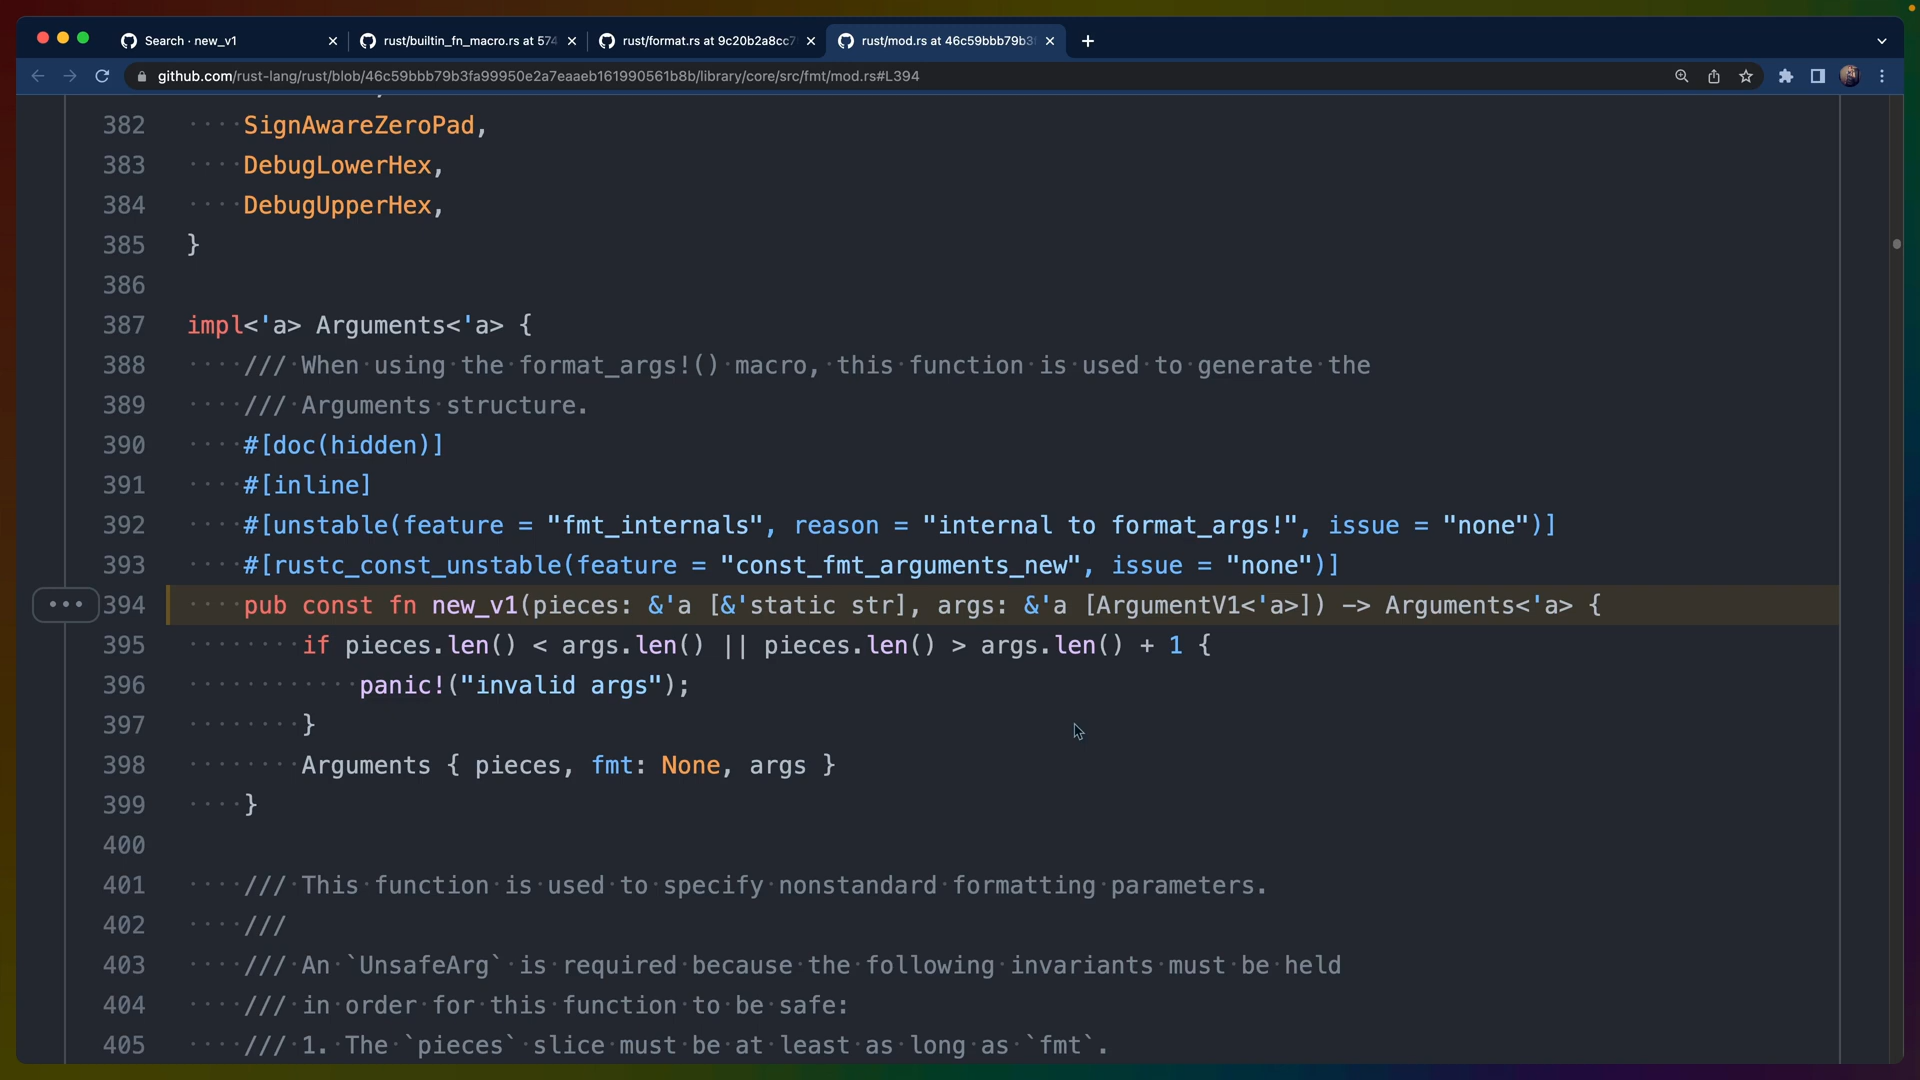 Search · new_v1
rust/builtin_fn_macro.rs at 574
rust/format.rs at 9c20b2a8cc7
rust/mod.rs at 46c59bbb79b3f
github.com/rust-lang/rust/blob/46c59bbb79b3fa99950e2a7eaaeb161990561b8b/library/core/src/fmt/mod.rs#L394
382 ····SignAwareZeroPad,
383 ····DebugLowerHex,
384 ····DebugUpperHex,
385 }
386
387 impl<'a> Arguments<'a> {
388 ····///·When·using·the·format_args!()·macro,·this·function·is·used·to·generate·the
389 ····///·Arguments·structure.
390 ····#[doc(hidden)]
391 ····#[inline]
392 ····#[unstable(feature = "fmt_internals", reason = "internal to format_args!", issue = "none")]
393 ····#[rustc_const_unstable(feature = "const_fmt_arguments_new", issue = "none")]
394 ····pub const fn new_v1(pieces: &'a [&'static str], args: &'a [ArgumentV1<'a>]) -> Arguments<'a> {
395 ········if pieces.len() < args.len() || pieces.len() > args.len() + 1 {
396 ············panic!("invalid args");
397 ········}
398 ········Arguments { pieces, fmt: None, args }
399 ····}
400
401 ····///·This·function·is·used·to·specify·nonstandard·formatting·parameters.
402 ····///
403 ····///·An·`UnsafeArg`·is·required·because·the·following·invariants·must·be·held
404 ····///·in·order·for·this·function·to·be·safe:
405 ····///·1.·The·`pieces`·slice·must·be·at·least·as·long·as·`fmt`.